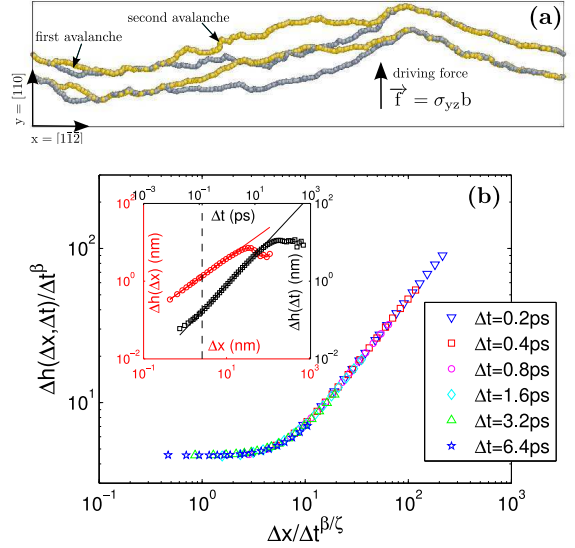 (a)
second avalanche
first avalanche
driving force
f⃗ = σyzb
y = [110]
x = [11̄2̄]
(b)
10⁻³ 10⁻¹ 10¹ 10³
Δt (ps)
10²
10⁰
10⁻²
Δh(Δx) (nm)
10²
10⁰
10⁻²
Δh(Δt) (nm)
Δx (nm)
10⁻¹ 10¹ 10³
Δh(Δx,Δt)/Δt^β
10²
10¹
Δt=0.2ps
Δt=0.4ps
Δt=0.8ps
Δt=1.6ps
Δt=3.2ps
Δt=6.4ps
10⁻¹ 10⁰ 10¹ 10² 10³
Δx/Δt^β/ζ